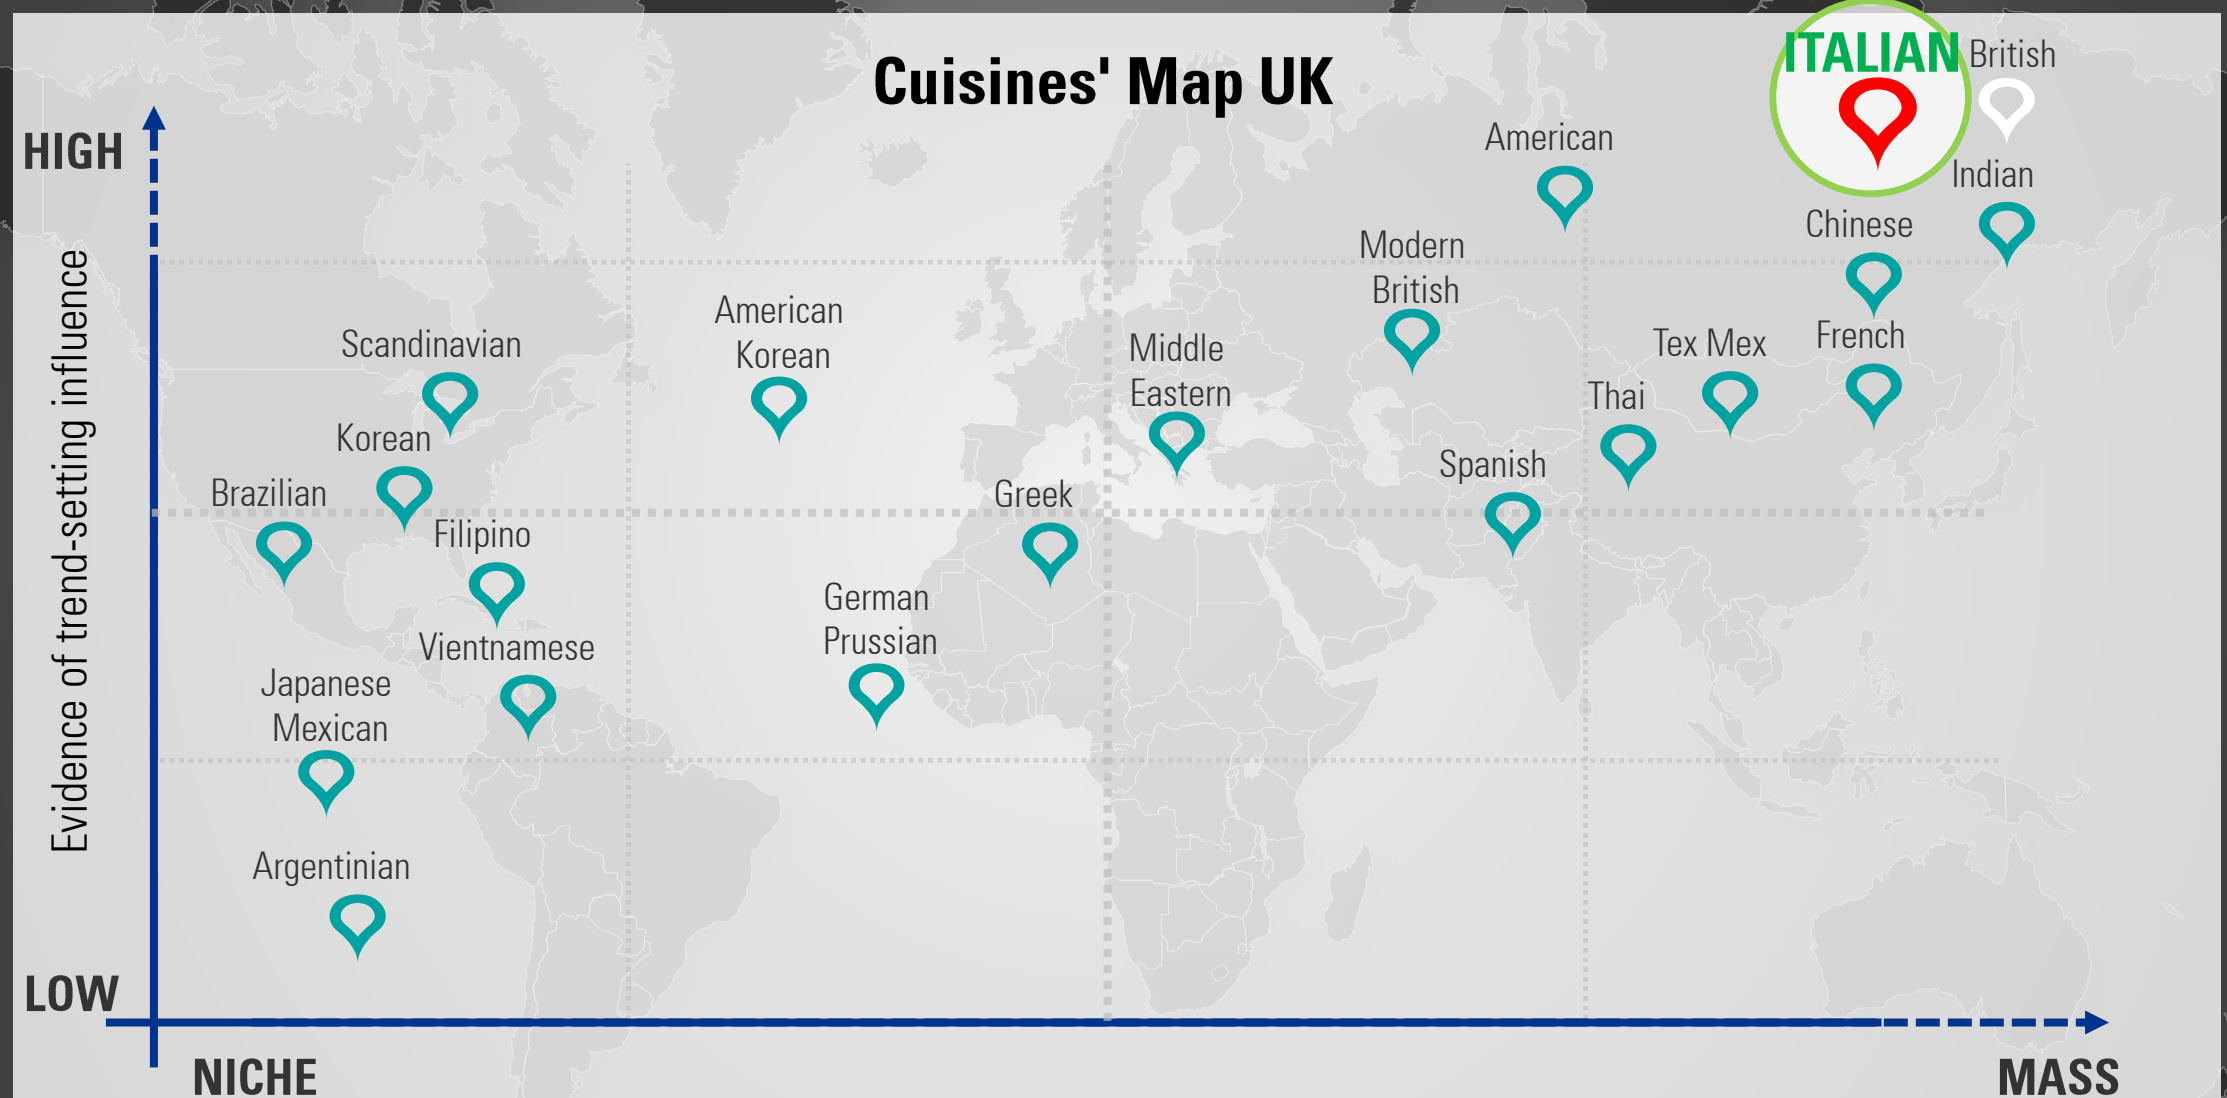 Cuisines' Map UK
ITALIAN
British
HIGH
American
Indian
Chinese
Modern
British
American
Korean
Scandinavian
Middle
Eastern
Tex Mex
French
Thai
Korean
Spanish
Brazilian
Greek
Filipino
German
Prussian
Vientnamese
Japanese
Mexican
Argentinian
Evidence of trend-setting influence
LOW
NICHE
MASS